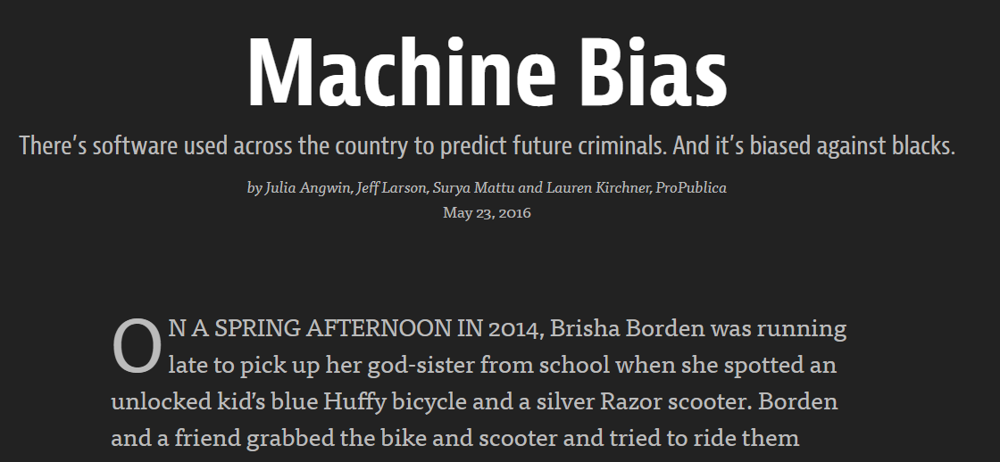 Machine Bias
There’s software used across the country to predict future criminals. And it’s biased against blacks.
by Julia Angwin, Jeff Larson, Surya Mattu and Lauren Kirchner, ProPublica
May 23, 2016
ON A SPRING AFTERNOON IN 2014, Brisha Borden was running
late to pick up her god-sister from school when she spotted an
unlocked kid’s blue Huffy bicycle and a silver Razor scooter. Borden
and a friend grabbed the bike and scooter and tried to ride them